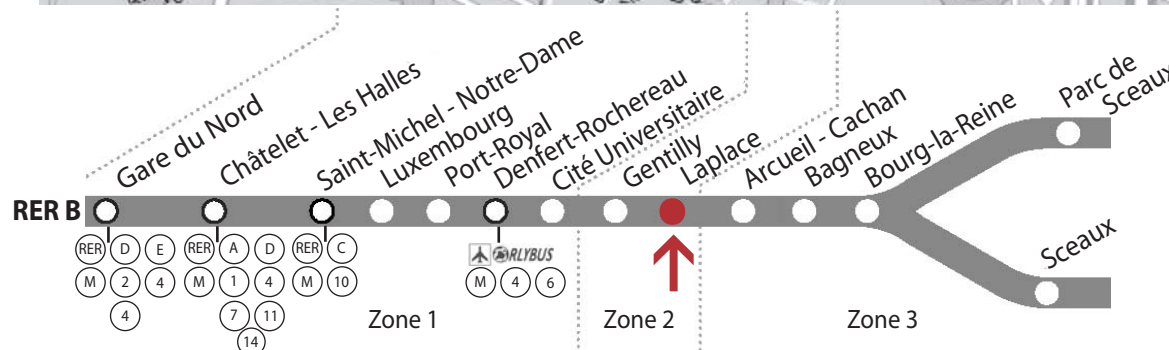 Gare du Nord
Châtelet - Les Halles
Saint-Michel - Notre-Dame
Luxembourg
Port-Royal
Denfert-Rochereau
Cité Universitaire
Gentilly
Laplace
Arcueil - Cachan
Bagneux
Bourg-la-Reine
Parc de
Sceaux
Sceaux
RER B
RER D E
M 2 4
4
RER A D
M 1 4
7 11
14
RER C
M 10
ORLYBUS
M 4 6
Zone 1
Zone 2
Zone 3